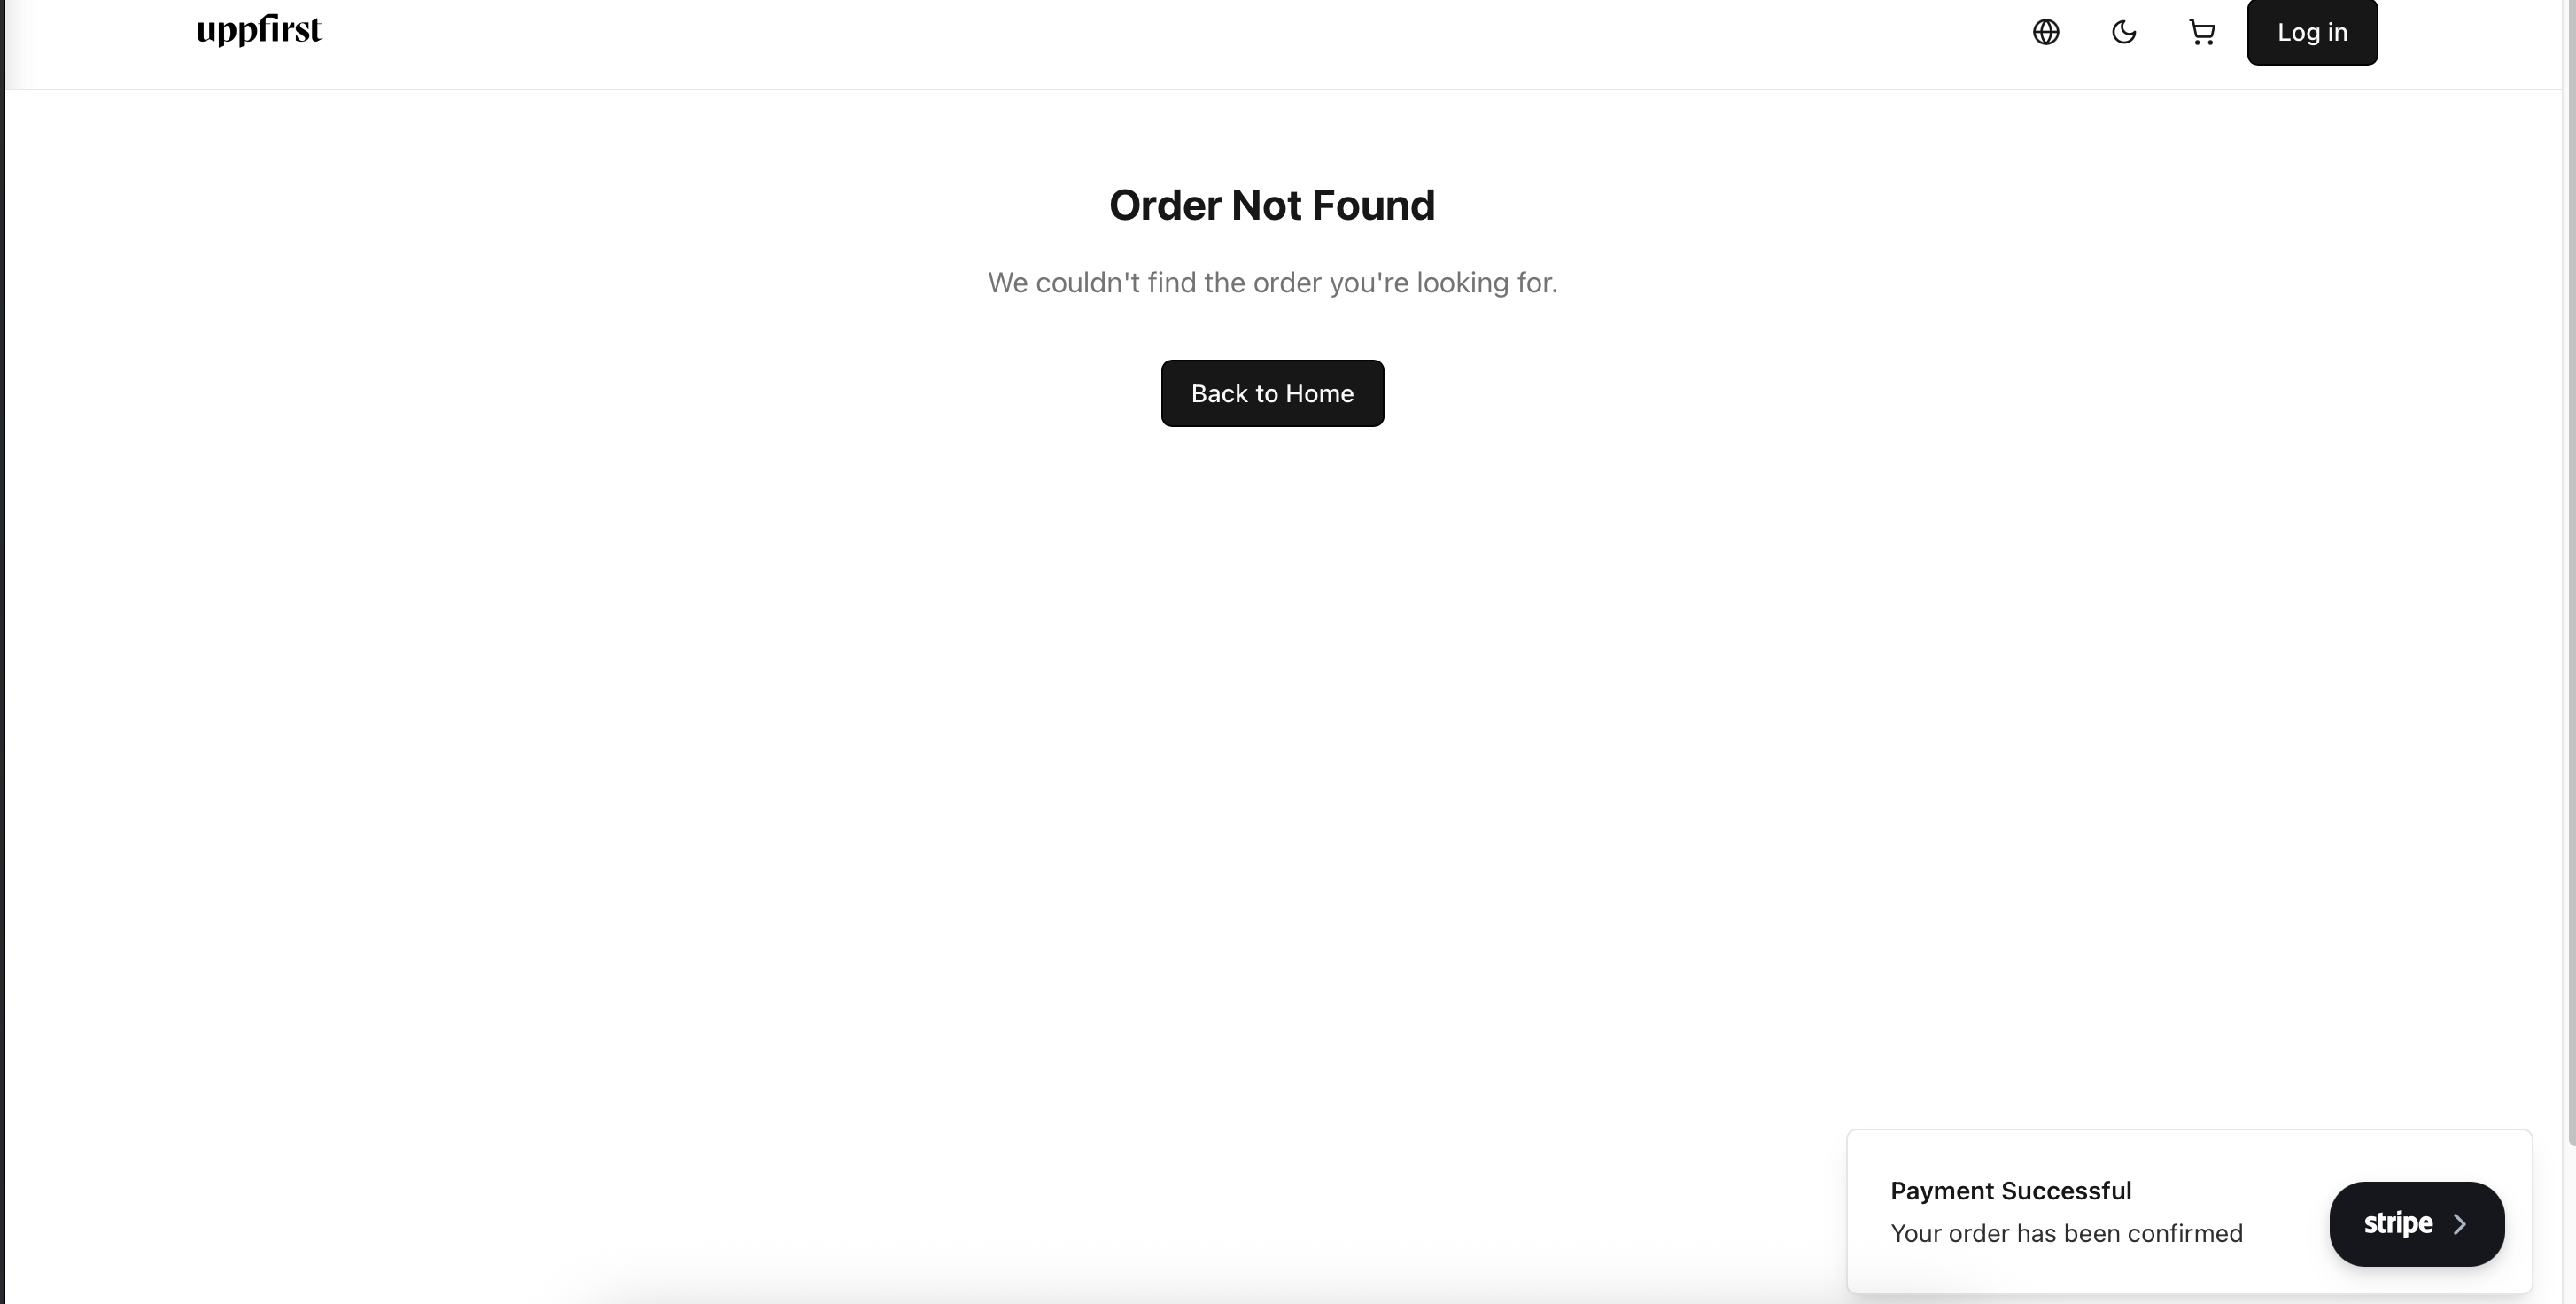 uppfirst
Log in
Order Not Found
We couldn't find the order you're looking for.
Back to Home
Payment Successful
Your order has been confirmed
stripe